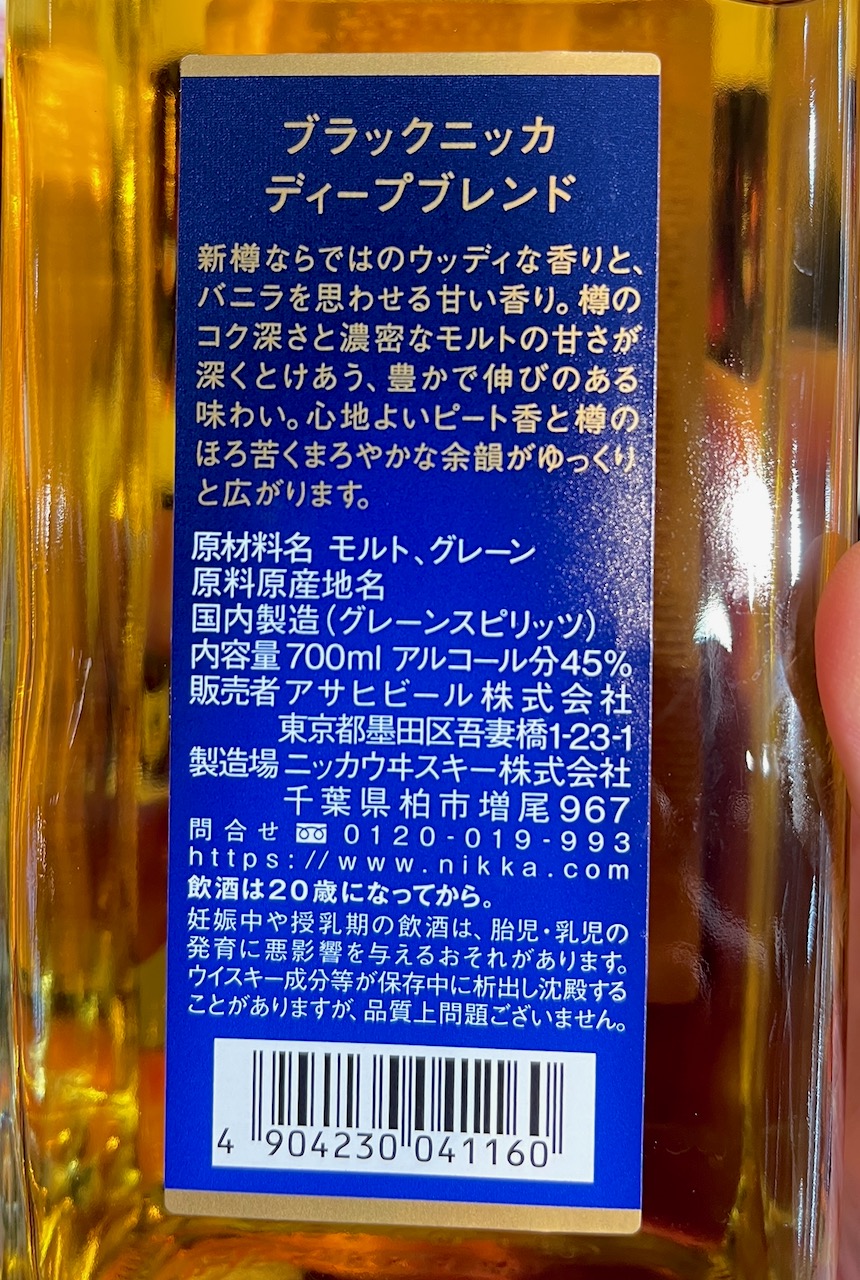 ブラックニッカ
ディープブレンド
新樽ならではのウッディな香りと、
バニラを思わせる甘い香り。樽の
コク深さと濃密なモルトの甘さが
深くとけあう、豊かで伸びのある
味わい。心地よいピート香と樽の
ほろ苦くまろやかな余韻がゆっくり
と広がります。
原材料名 モルト、グレーン
原料原産地名
国内製造（グレーンスピリッツ）
内容量 700ml アルコール分45%
販売者 アサヒビール株式会社
東京都墨田区吾妻橋1-23-1
製造場 ニッカウヰスキー株式会社
千葉県柏市増尾967
問合せ 0120-019-993
https://www.nikka.com
飲酒は20歳になってから。
妊娠中や授乳期の飲酒は、胎児・乳児の
発育に悪影響を与えるおそれがあります。
ウイスキー成分等が保存中に析出し沈殿する
ことがありますが、品質上問題ございません。
4 904230 041160